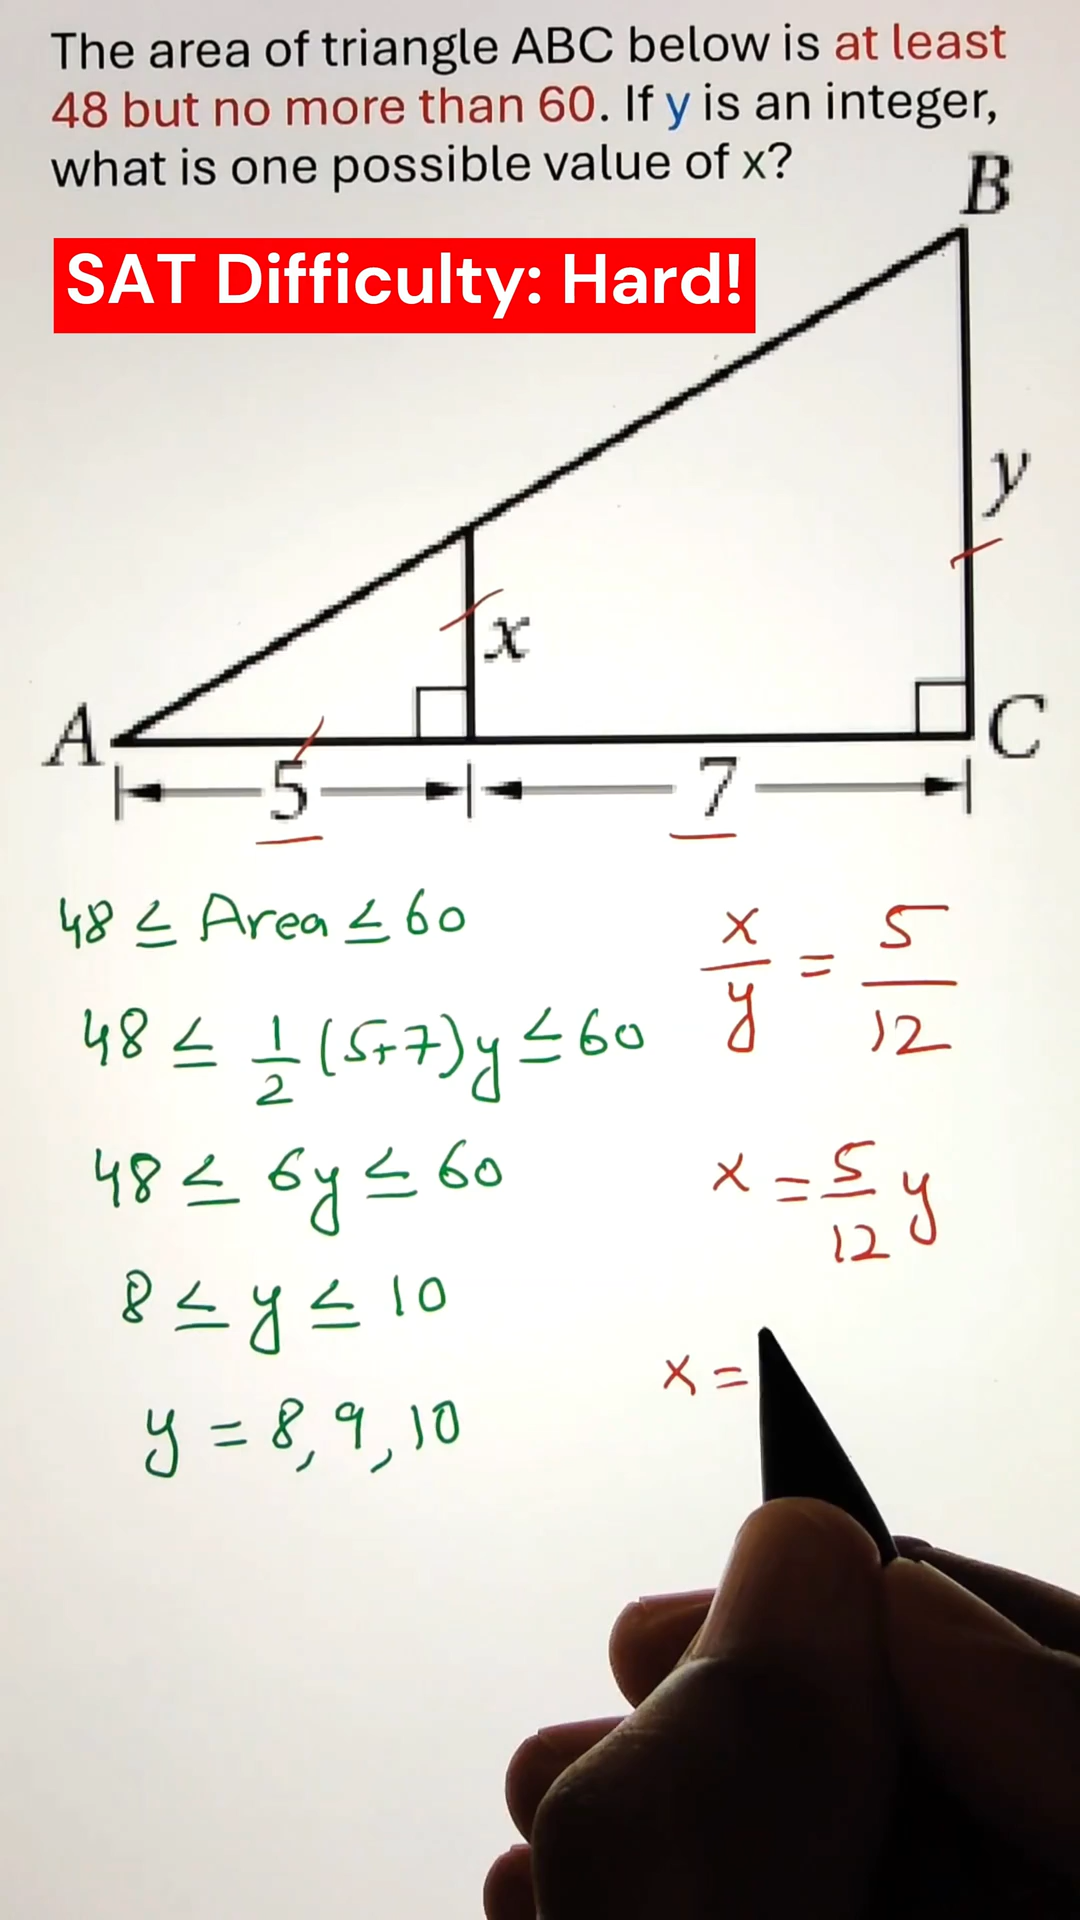 The area of triangle ABC below is at least
48 but no more than 60. If y is an integer,
what is one possible value of x?
B
SAT Difficulty: Hard!
y
x
A
C
5
7
48 ≤ Area ≤ 60
x/y = 5/12
48 ≤ 1/2 (5+7)y ≤ 60
48 ≤ 6y ≤ 60
x = 5/12 y
8 ≤ y ≤ 10
x =
y = 8, 9, 10